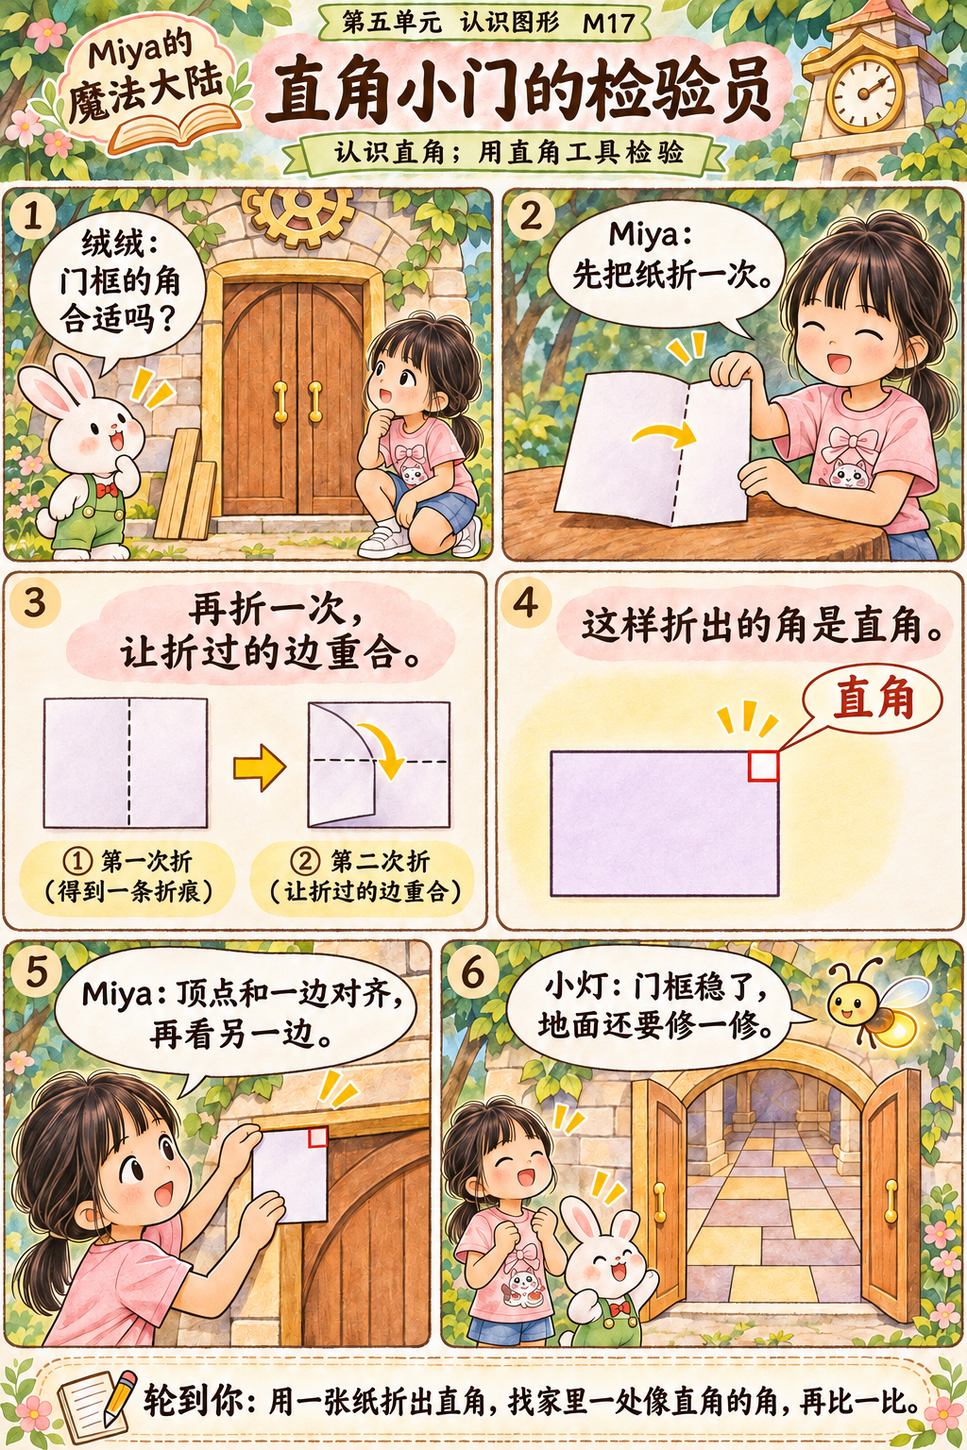 第五单元 认识图形 M17
Miya的
魔法大陆
直角小门的检验员
认识直角；用直角工具检验
1
绒绒：
门框的角
合适吗？
2
Miya：
先把纸折一次。
3
再折一次，
让折过的边重合。
① 第一次折
（得到一条折痕）
② 第二次折
（让折过的边重合）
4
这样折出的角是直角。
直角
5
Miya：顶点和一边对齐，
再看另一边。
6
小灯：门框稳了，
地面还要修一修。
轮到你：用一张纸折出直角，找家里一处像直角的角，再比一比。